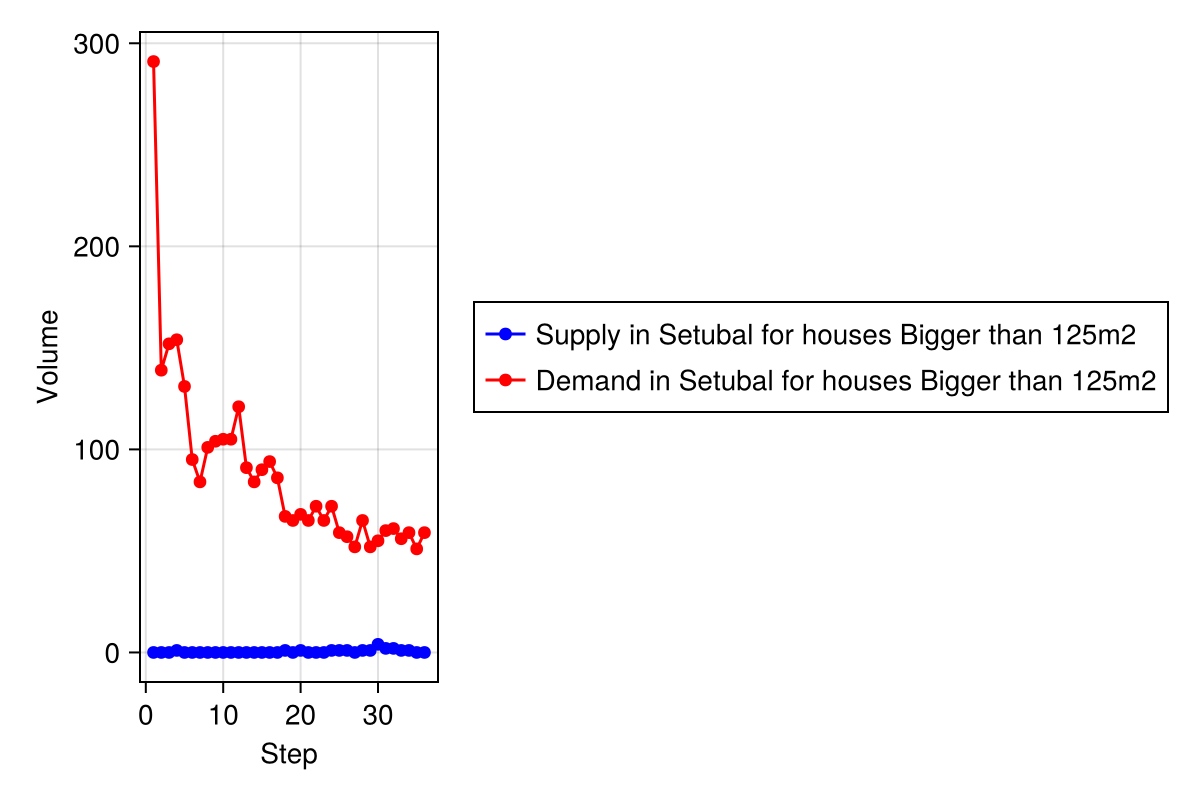 300
200
100
0
Volume
0 10 20 30
Step
Supply in Setubal for houses Bigger than 125m2
Demand in Setubal for houses Bigger than 125m2